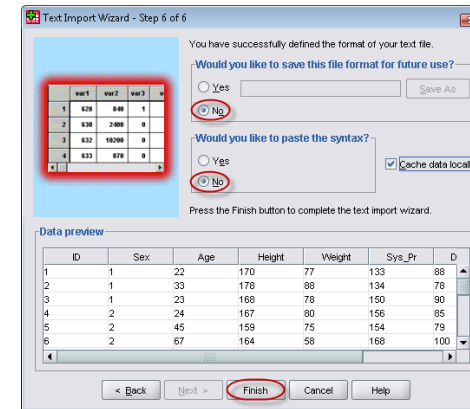 Text Import Wizard - Step 6 of 6
You have successfully defined the format of your text file.
Would you like to save this file format for future use?
Yes Save As
No
var1 var2 var3
1 628 840 1
2 630 2400 0
3 632 10200 0
4 633 870 0
Would you like to paste the syntax?
Yes
Cache data local
No
Press the Finish button to complete the text import wizard.
Data preview
ID Sex Age Height Weight Sys_Pr D
1 1 22 170 77 133 88
2 1 33 178 88 134 78
3 1 23 168 78 150 90
4 2 24 167 80 156 85
5 2 45 159 75 154 79
6 2 67 164 58 168 100
< Back Next > Finish Cancel Help